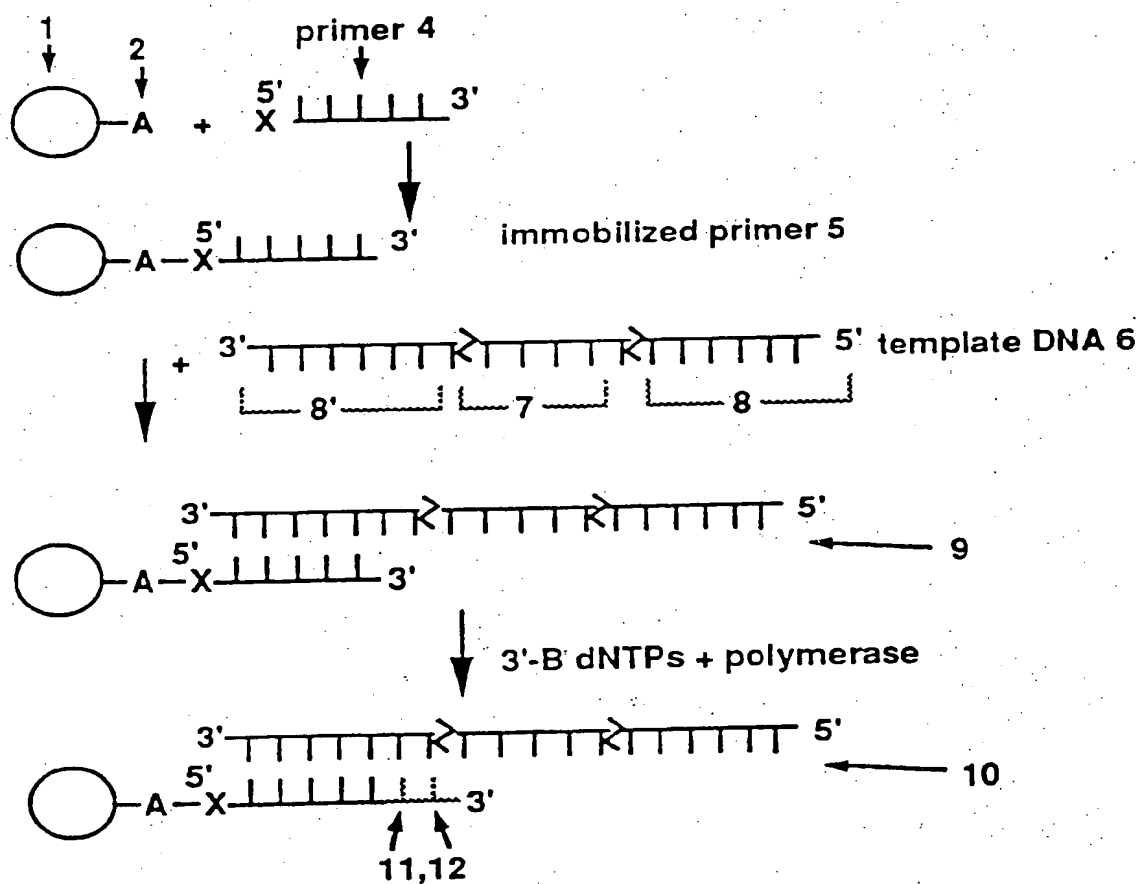 1
2
primer 4
A + X 5' 3'
A—X 5' 3' immobilized primer 5
+ 3' 5' template DNA 6
8' 7 8
3' 5'
9
A—X 5' 3'
3'-B dNTPs + polymerase
3' 5'
10
A—X 5' 3'
11,12